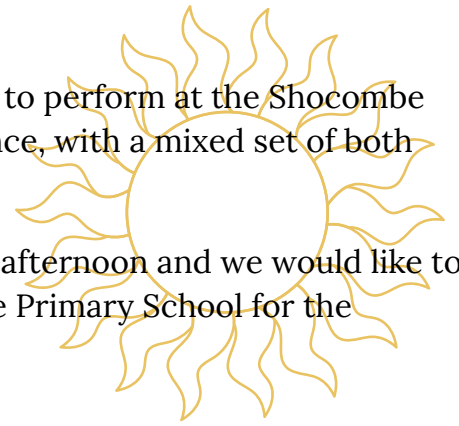 to perform at the Shocombe
ce, with a mixed set of both
afternoon and we would like to
e Primary School for the